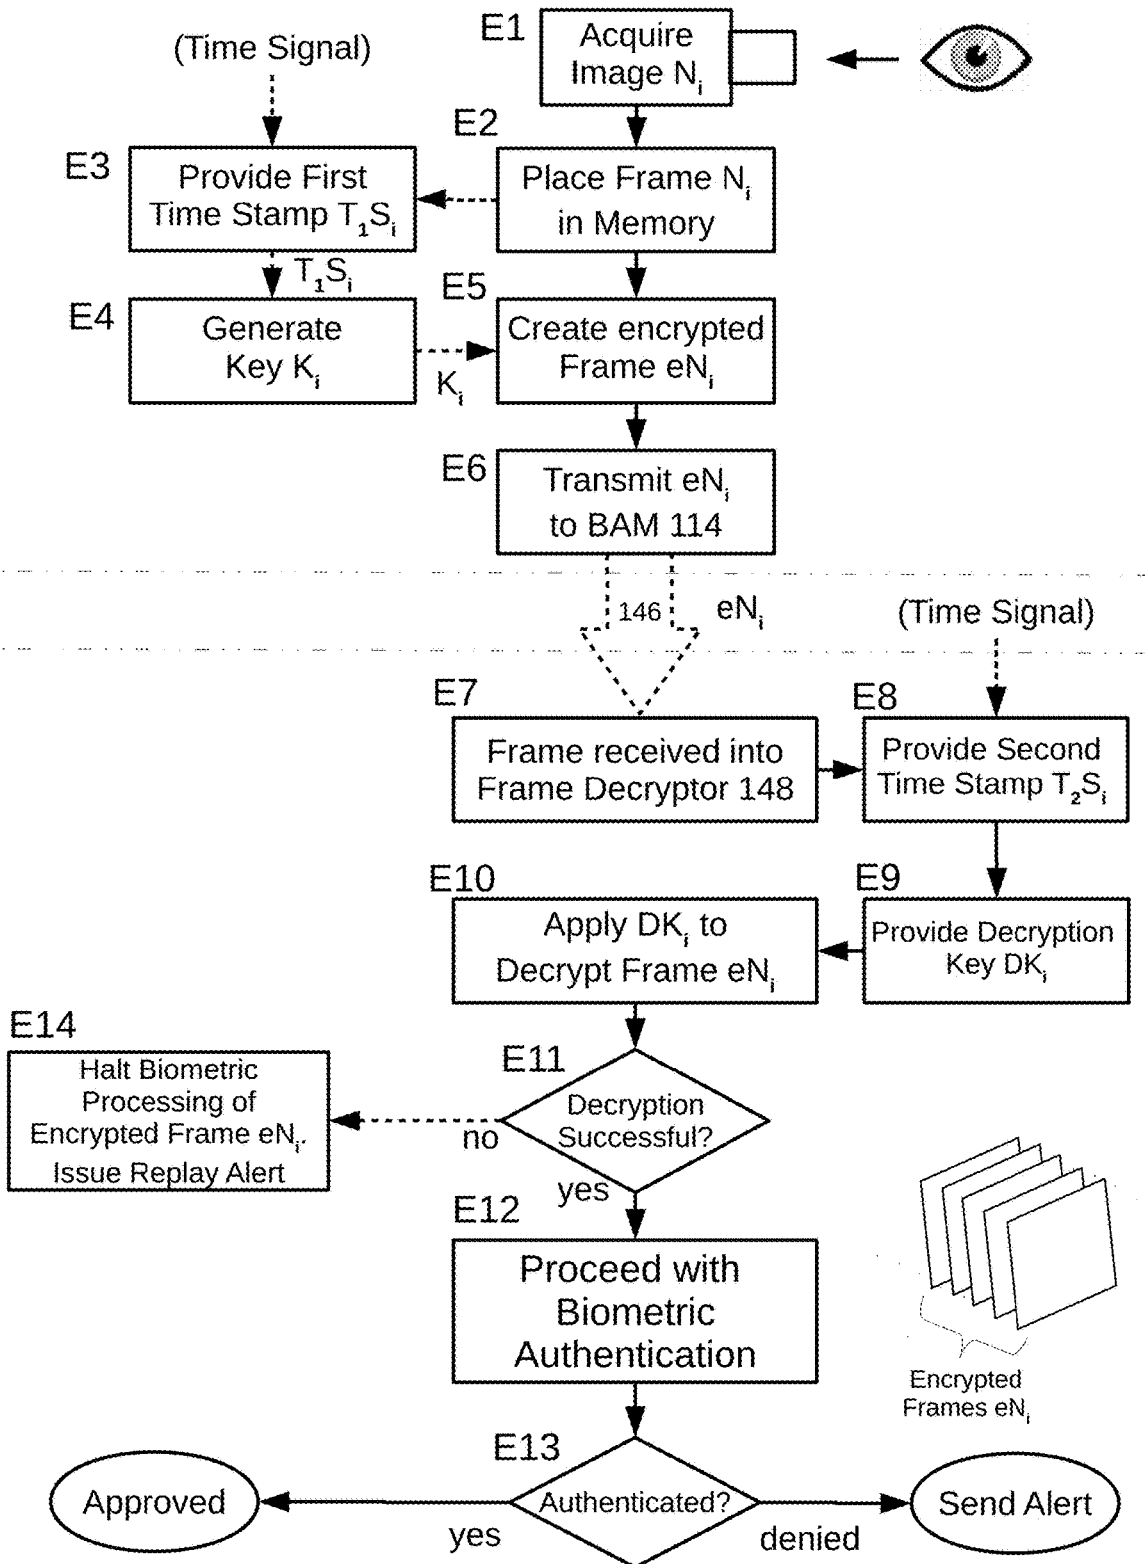 E1
Acquire
Image Nᵢ
(Time Signal)
E2
Place Frame Nᵢ
in Memory
E3
Provide First
Time Stamp T₁Sᵢ
T₁Sᵢ
E4
Generate
Key Kᵢ
Kᵢ
E5
Create encrypted
Frame eNᵢ
E6
Transmit eNᵢ
to BAM 114
146
eNᵢ
(Time Signal)
E7
Frame received into
Frame Decryptor 148
E8
Provide Second
Time Stamp T₂Sᵢ
E9
Provide Decryption
Key DKᵢ
E10
Apply DKᵢ to
Decrypt Frame eNᵢ
E11
Decryption
Successful?
no
yes
E14
Halt Biometric
Processing of
Encrypted Frame eNᵢ.
Issue Replay Alert
E12
Proceed with
Biometric
Authentication
Encrypted
Frames eNᵢ
E13
Authenticated?
yes
denied
Approved
Send Alert